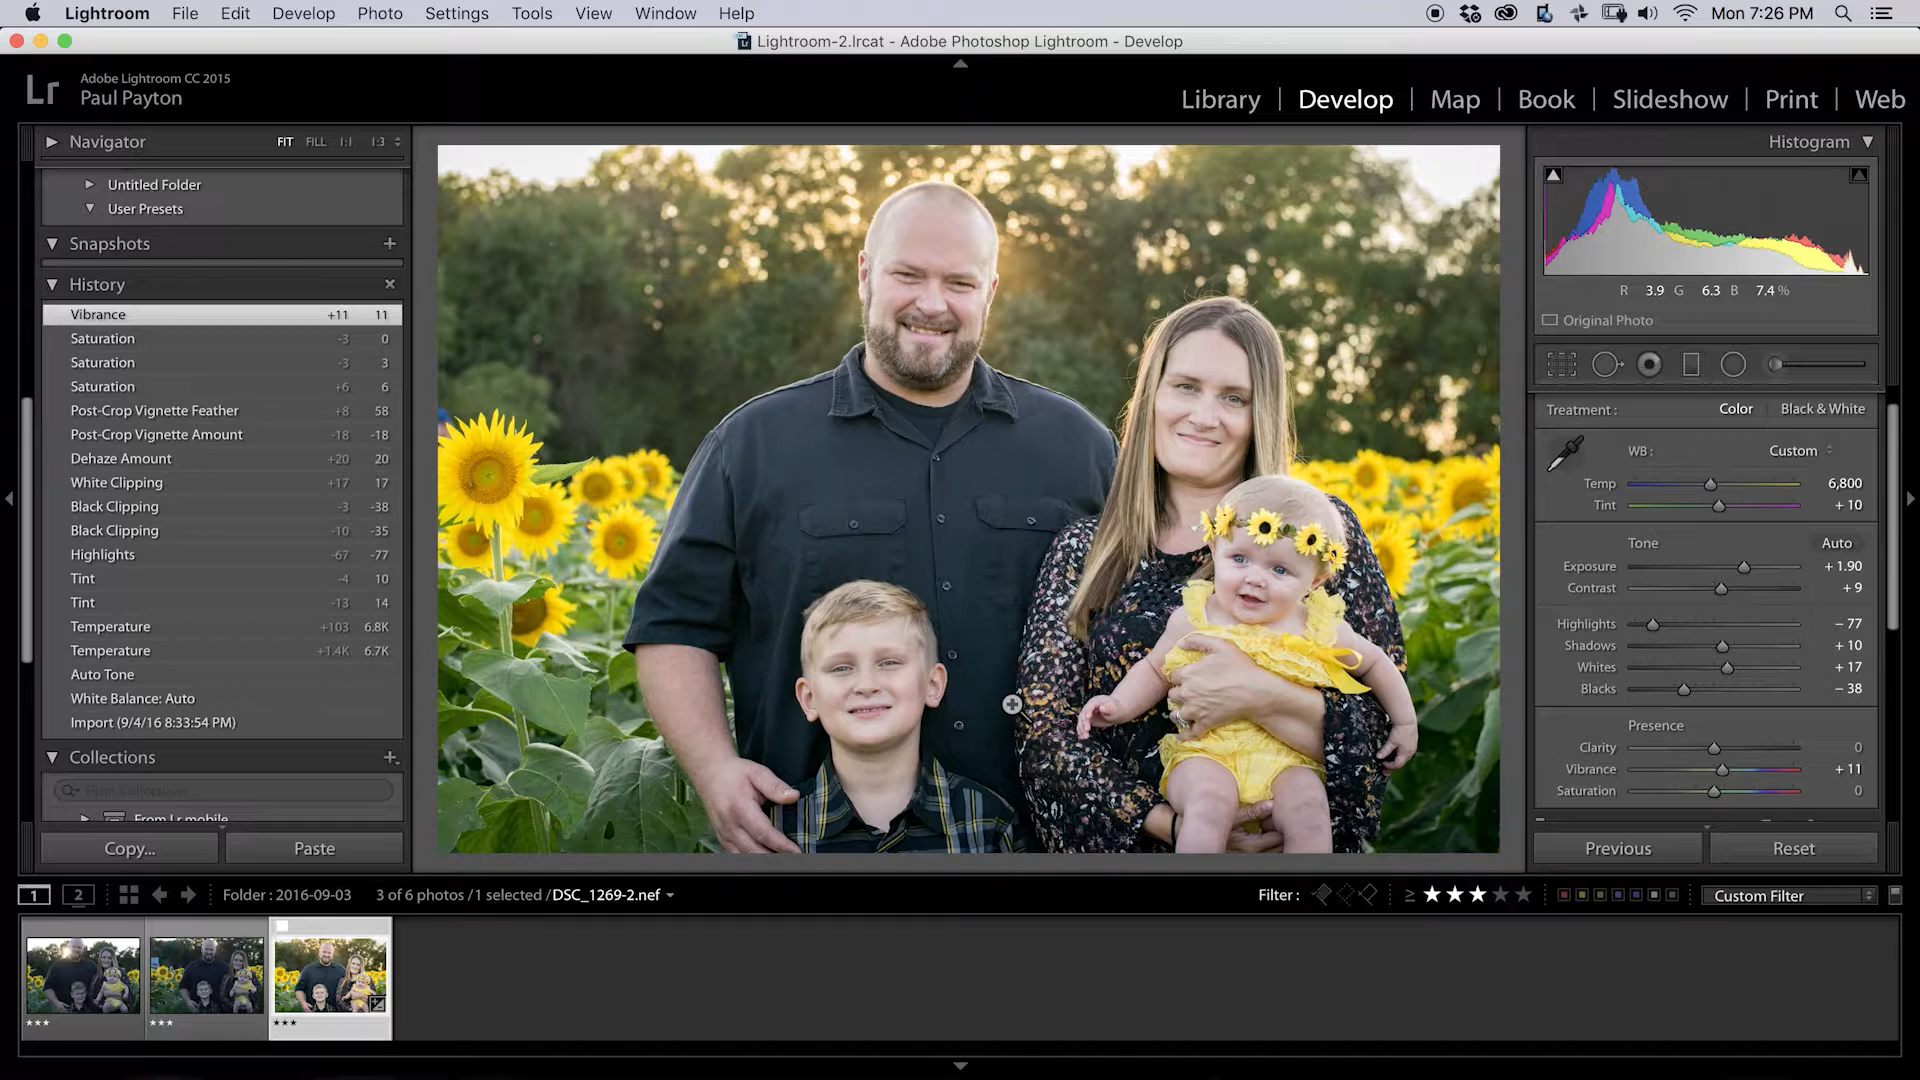 Lightroom File Edit Develop Photo Settings Tools View Window Help Mon 7:26 PM
Lightroom-2.lrcat - Adobe Photoshop Lightroom - Develop
Lr Adobe Lightroom CC 2015
Paul Payton
Library | Develop | Map | Book | Slideshow | Print | Web
Navigator FIT FILL 1:1 1:3
Untitled Folder
User Presets
Snapshots
History
Vibrance +11 11
Saturation -3 0
Saturation -3 3
Saturation +6 6
Post-Crop Vignette Feather +8 58
Post-Crop Vignette Amount -18 -18
Dehaze Amount +20 20
White Clipping +17 17
Black Clipping -3 -38
Black Clipping -10 -35
Highlights -67 -77
Tint -4 10
Tint -13 14
Temperature +103 6.8K
Temperature +1.4K 6.7K
Auto Tone
White Balance: Auto
Import (9/4/16 8:33:54 PM)
Collections
Filter Collections
From Lr mobile
Copy... Paste
Histogram
R 3.9 G 6.3 B 7.4 %
Original Photo
Treatment : Color Black & White
WB : Custom
Temp 6,800
Tint + 10
Tone Auto
Exposure + 1.90
Contrast + 9
Highlights - 77
Shadows + 10
Whites + 17
Blacks - 38
Presence
Clarity 0
Vibrance + 11
Saturation 0
Previous Reset
1 2 Folder : 2016-09-03 3 of 6 photos / 1 selected / DSC_1269-2.nef Filter : ≥ ★★★★★ Custom Filter
★★★ ★★★ ★★★